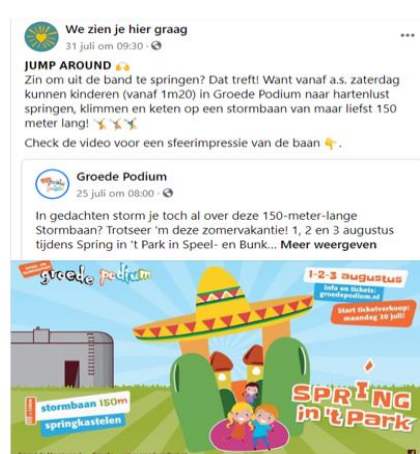 We zien je hier graag
31 juli om 09:30
JUMP AROUND 🙌
Zin om uit de band te springen? Dat treft! Want vanaf a.s. zaterdag
kunnen kinderen (vanaf 1m20) in Groede Podium naar hartenlust
springen, klimmen en keten op een stormbaan van maar liefst 150
meter lang! 🤸🤸🤸
Check de video voor een sfeerimpressie van de baan 👇.
Groede Podium
25 juli om 08:00
In gedachten storm je toch al over deze 150-meter-lange
Stormbaan? Trotseer 'm deze zomervakantie! 1, 2 en 3 augustus
tijdens Spring in 't Park in Speel- en Bunk... Meer weergeven
groede podium
1-2-3 augustus
info en tickets:
groedepodium.nl
Start ticketverkoop:
maandag 20 juli!
SPRING
in 't Park
stormbaan 150m
springkastelen